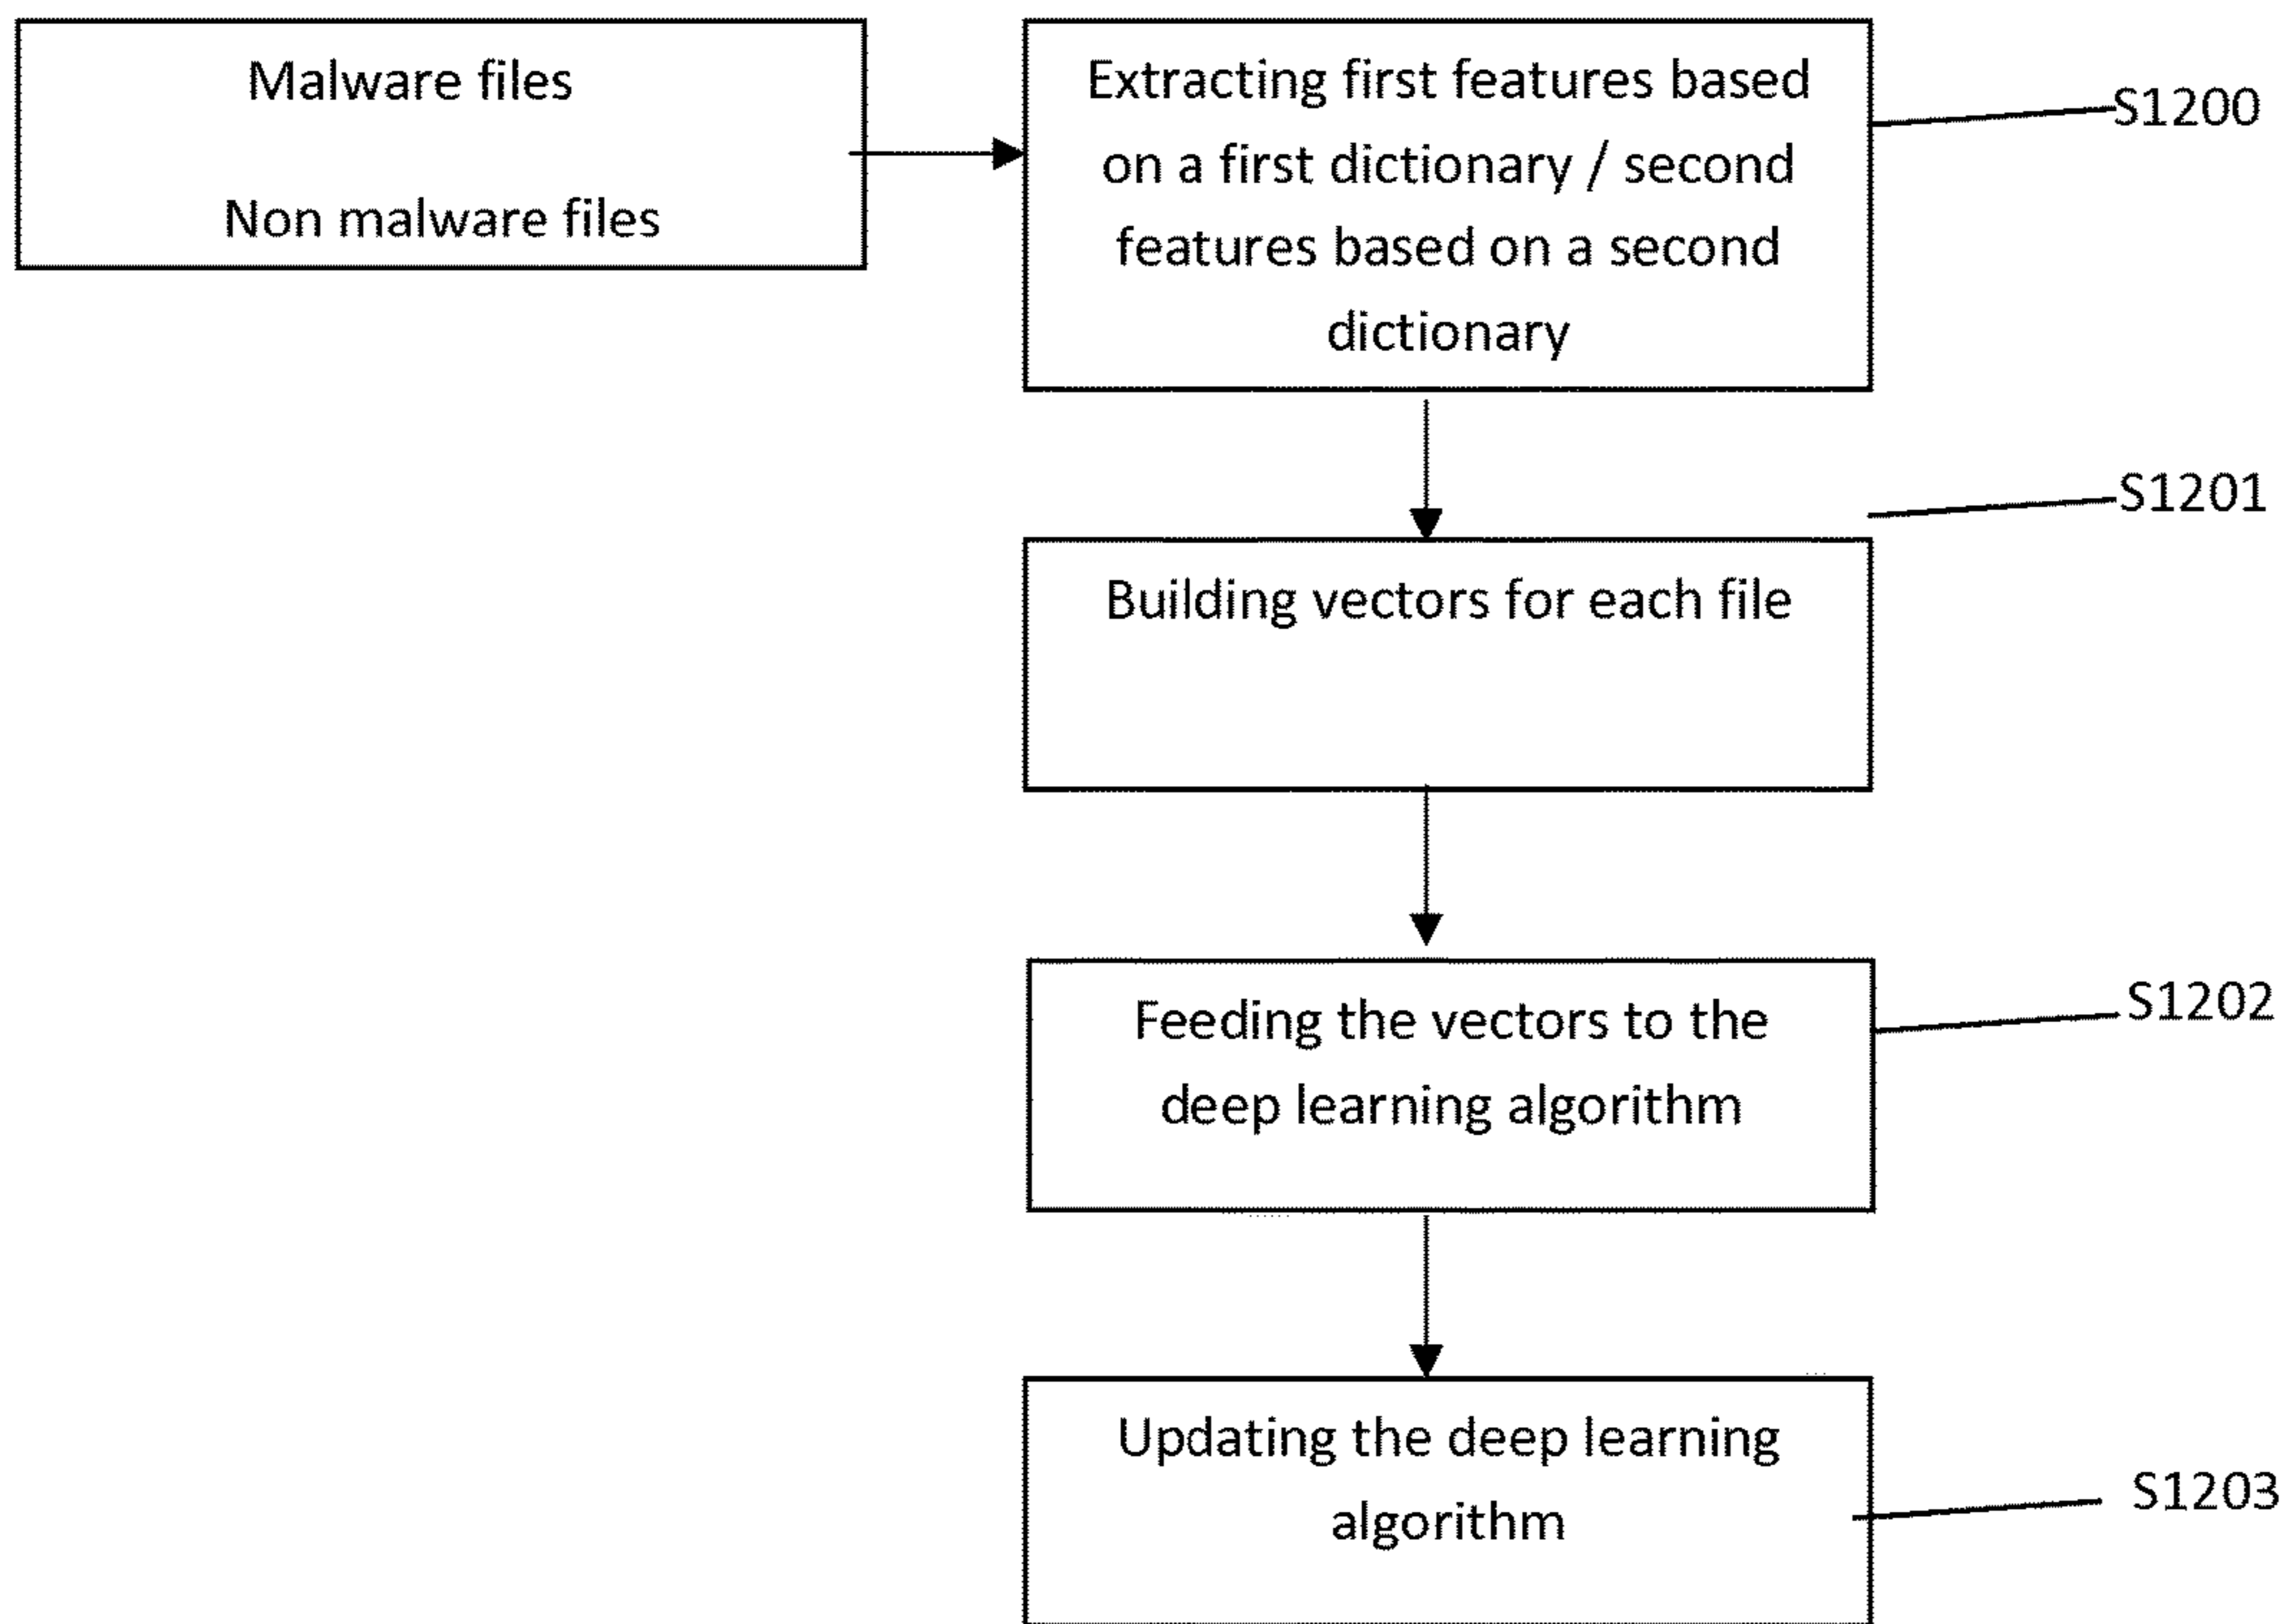 Malware files
Non malware files
Extracting first features based
on a first dictionary / second
features based on a second
dictionary
S1200
S1201
Building vectors for each file
Feeding the vectors to the
deep learning algorithm
S1202
Updating the deep learning
algorithm
S1203